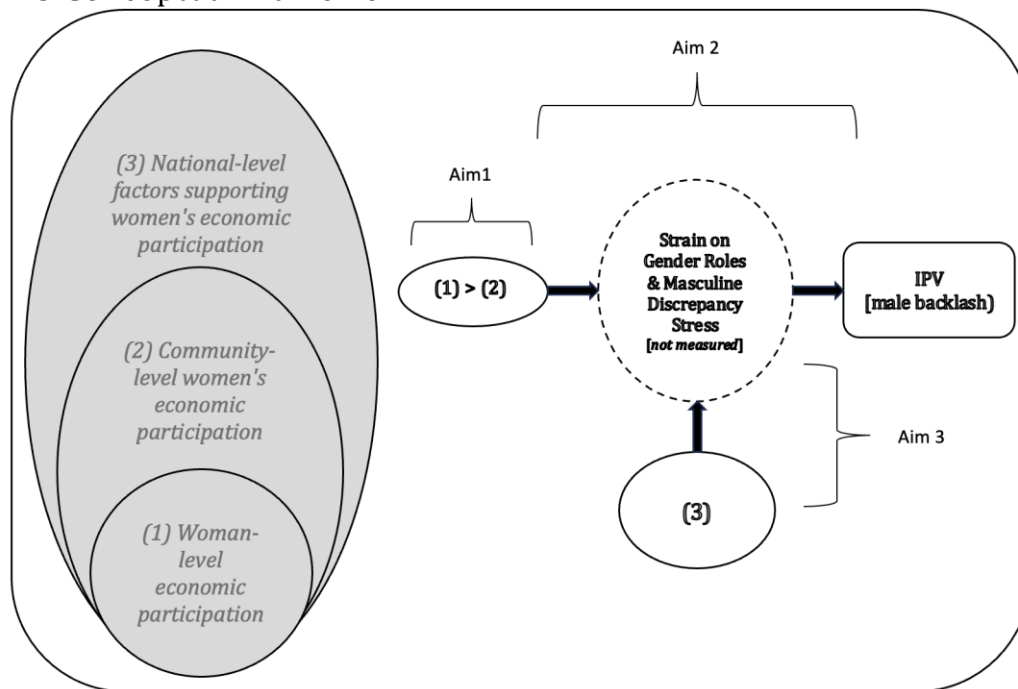 (3) National-level
factors supporting
women's economic
participation
(2) Community-
level women's
economic
participation
(1) Woman-
level
economic
participation
Aim1
(1) > (2)
Aim 2
Strain on
Gender Roles
& Masculine
Discrepancy
Stress
[not measured]
IPV
[male backlash)
Aim 3
(3)